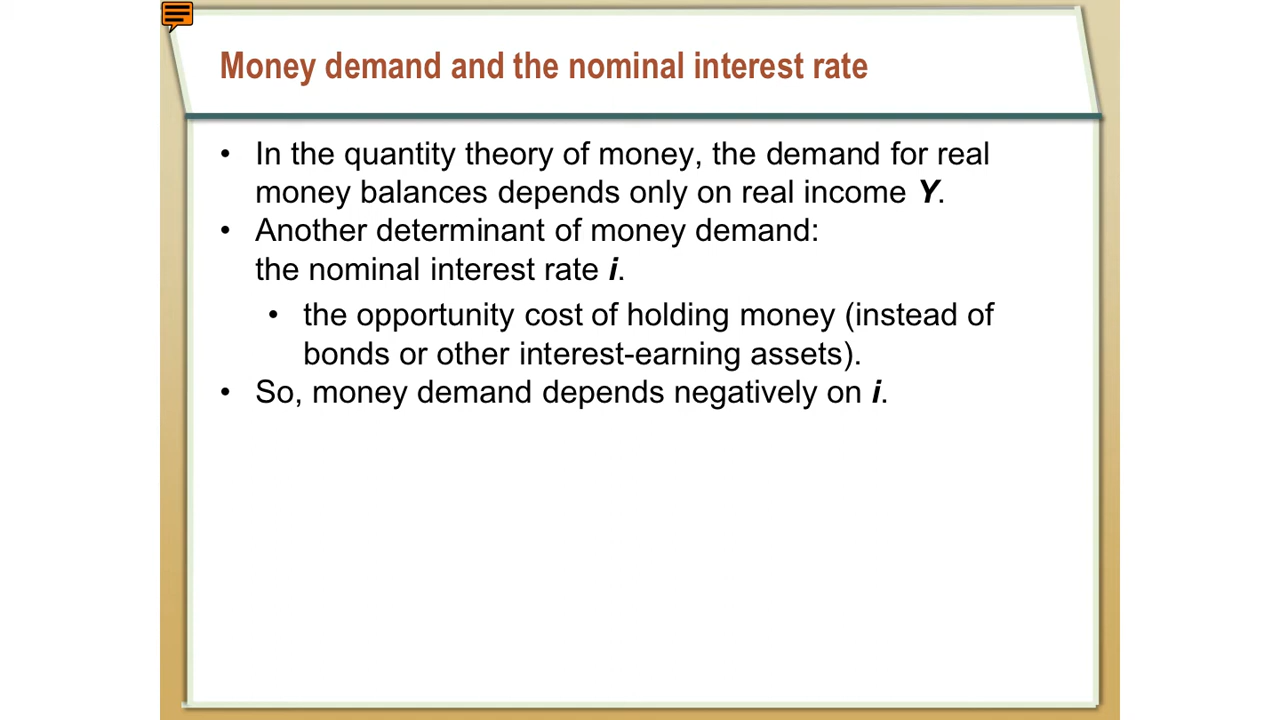 Money demand and the nominal interest rate
• In the quantity theory of money, the demand for real
money balances depends only on real income Y.
• Another determinant of money demand:
the nominal interest rate i.
• the opportunity cost of holding money (instead of
bonds or other interest-earning assets).
• So, money demand depends negatively on i.